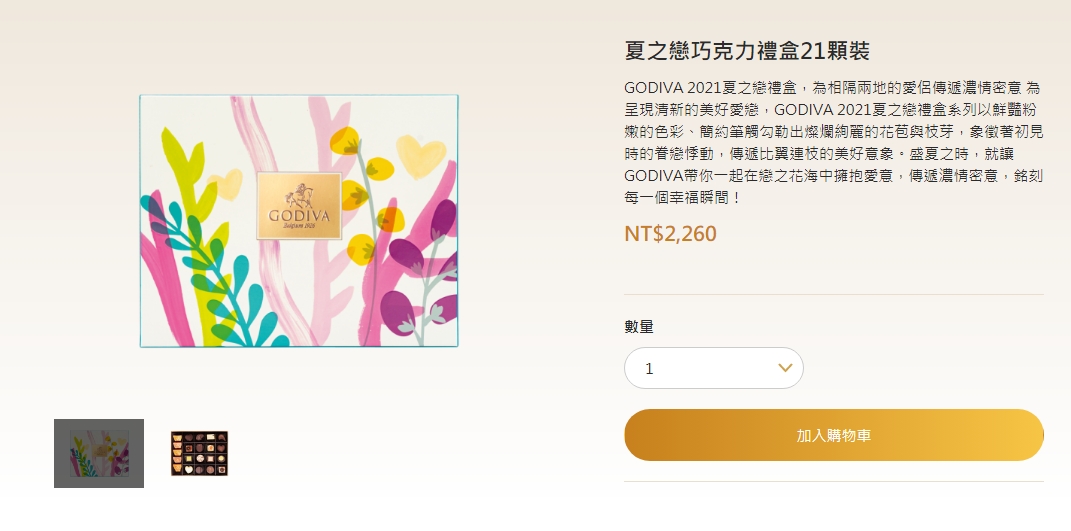 夏之戀巧克力禮盒21顆裝
GODIVA 2021夏之戀禮盒，為相隔兩地的愛侶傳遞濃情密意 為
呈現清新的美好愛戀，GODIVA 2021夏之戀禮盒系列以鮮豔粉
嫩的色彩、簡約筆觸勾勒出燦爛絢麗的花苞與枝芽，象徵著初見
時的眷戀悸動，傳遞比翼連枝的美好意象。盛夏之時，就讓
GODIVA帶你一起在戀之花海中擁抱愛意，傳遞濃情密意，銘刻
每一個幸福瞬間！
NT$2,260
數量
1
加入購物車
GODIVA
Belgium 1926